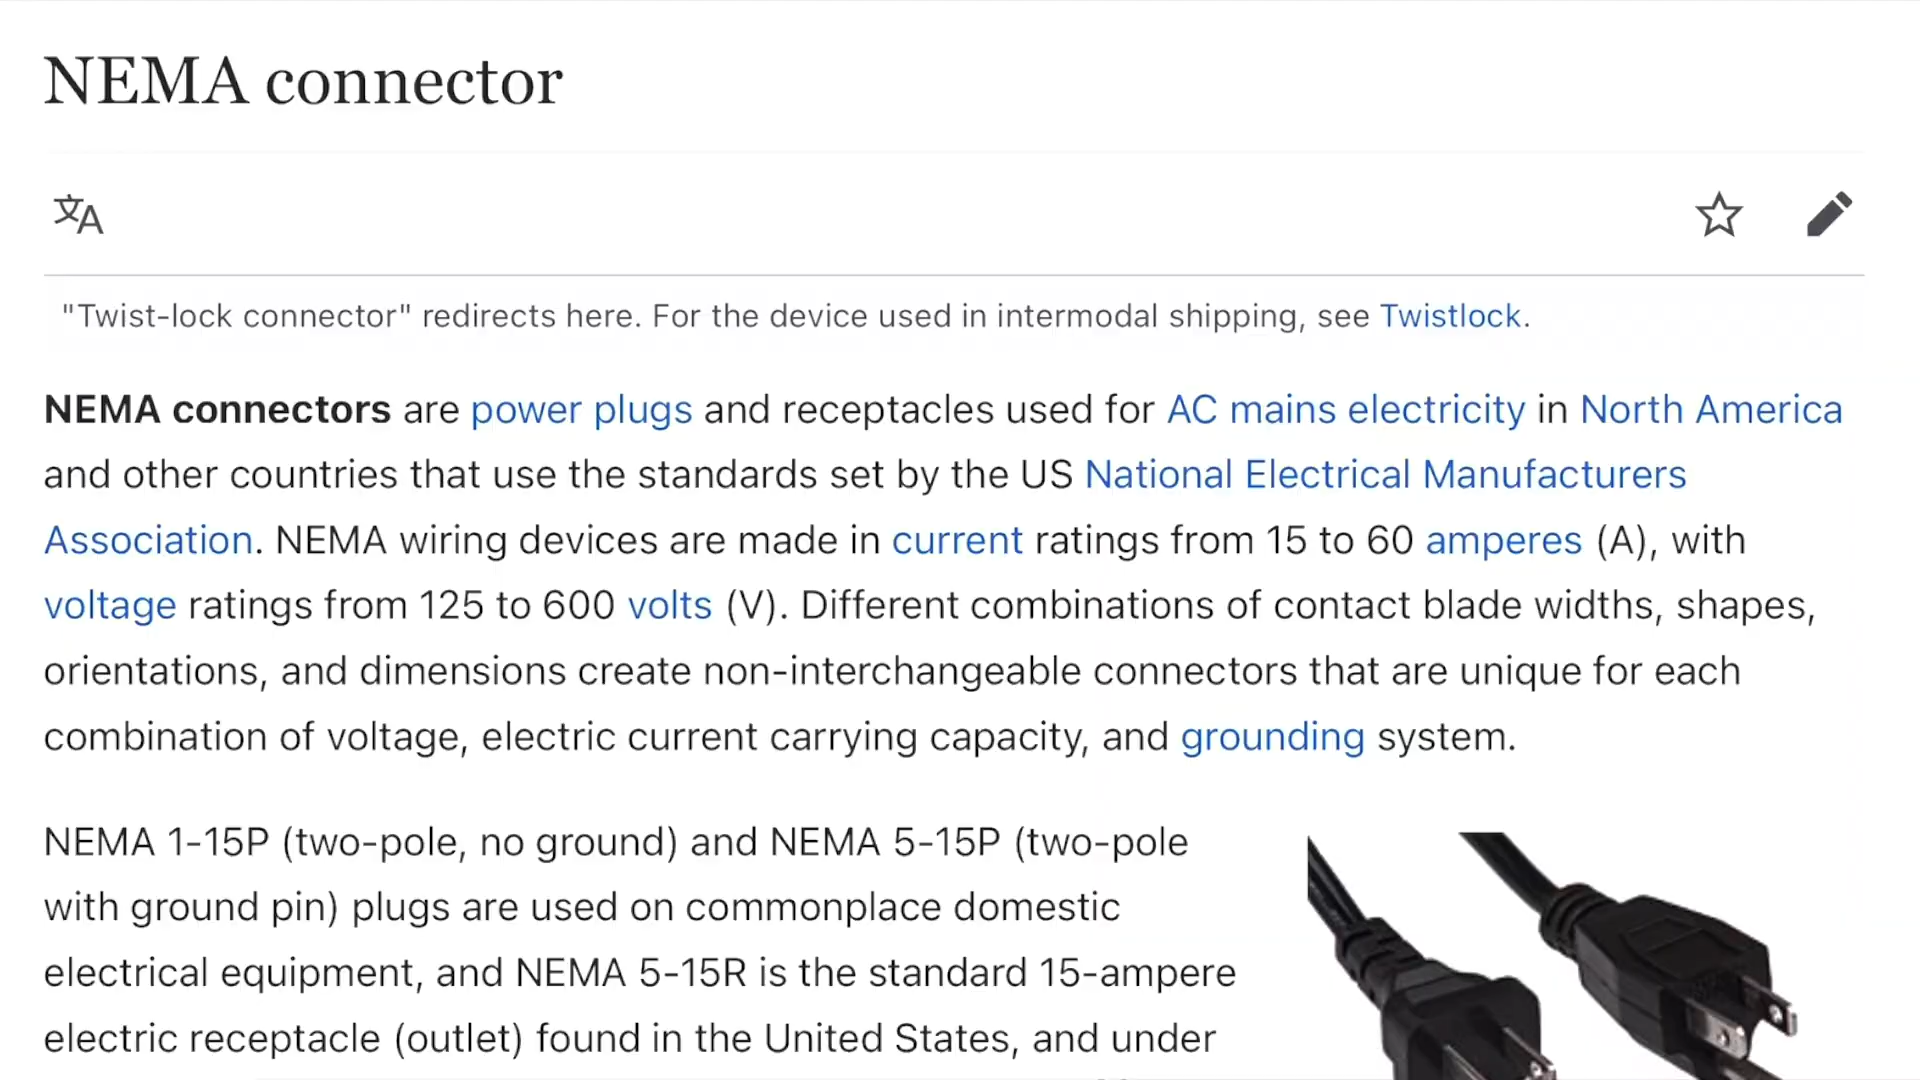 NEMA connector
"Twist-lock connector" redirects here. For the device used in intermodal shipping, see Twistlock.
NEMA connectors are power plugs and receptacles used for AC mains electricity in North America
and other countries that use the standards set by the US National Electrical Manufacturers
Association. NEMA wiring devices are made in current ratings from 15 to 60 amperes (A), with
voltage ratings from 125 to 600 volts (V). Different combinations of contact blade widths, shapes,
orientations, and dimensions create non-interchangeable connectors that are unique for each
combination of voltage, electric current carrying capacity, and grounding system.
NEMA 1-15P (two-pole, no ground) and NEMA 5-15P (two-pole
with ground pin) plugs are used on commonplace domestic
electrical equipment, and NEMA 5-15R is the standard 15-ampere
electric receptacle (outlet) found in the United States, and under